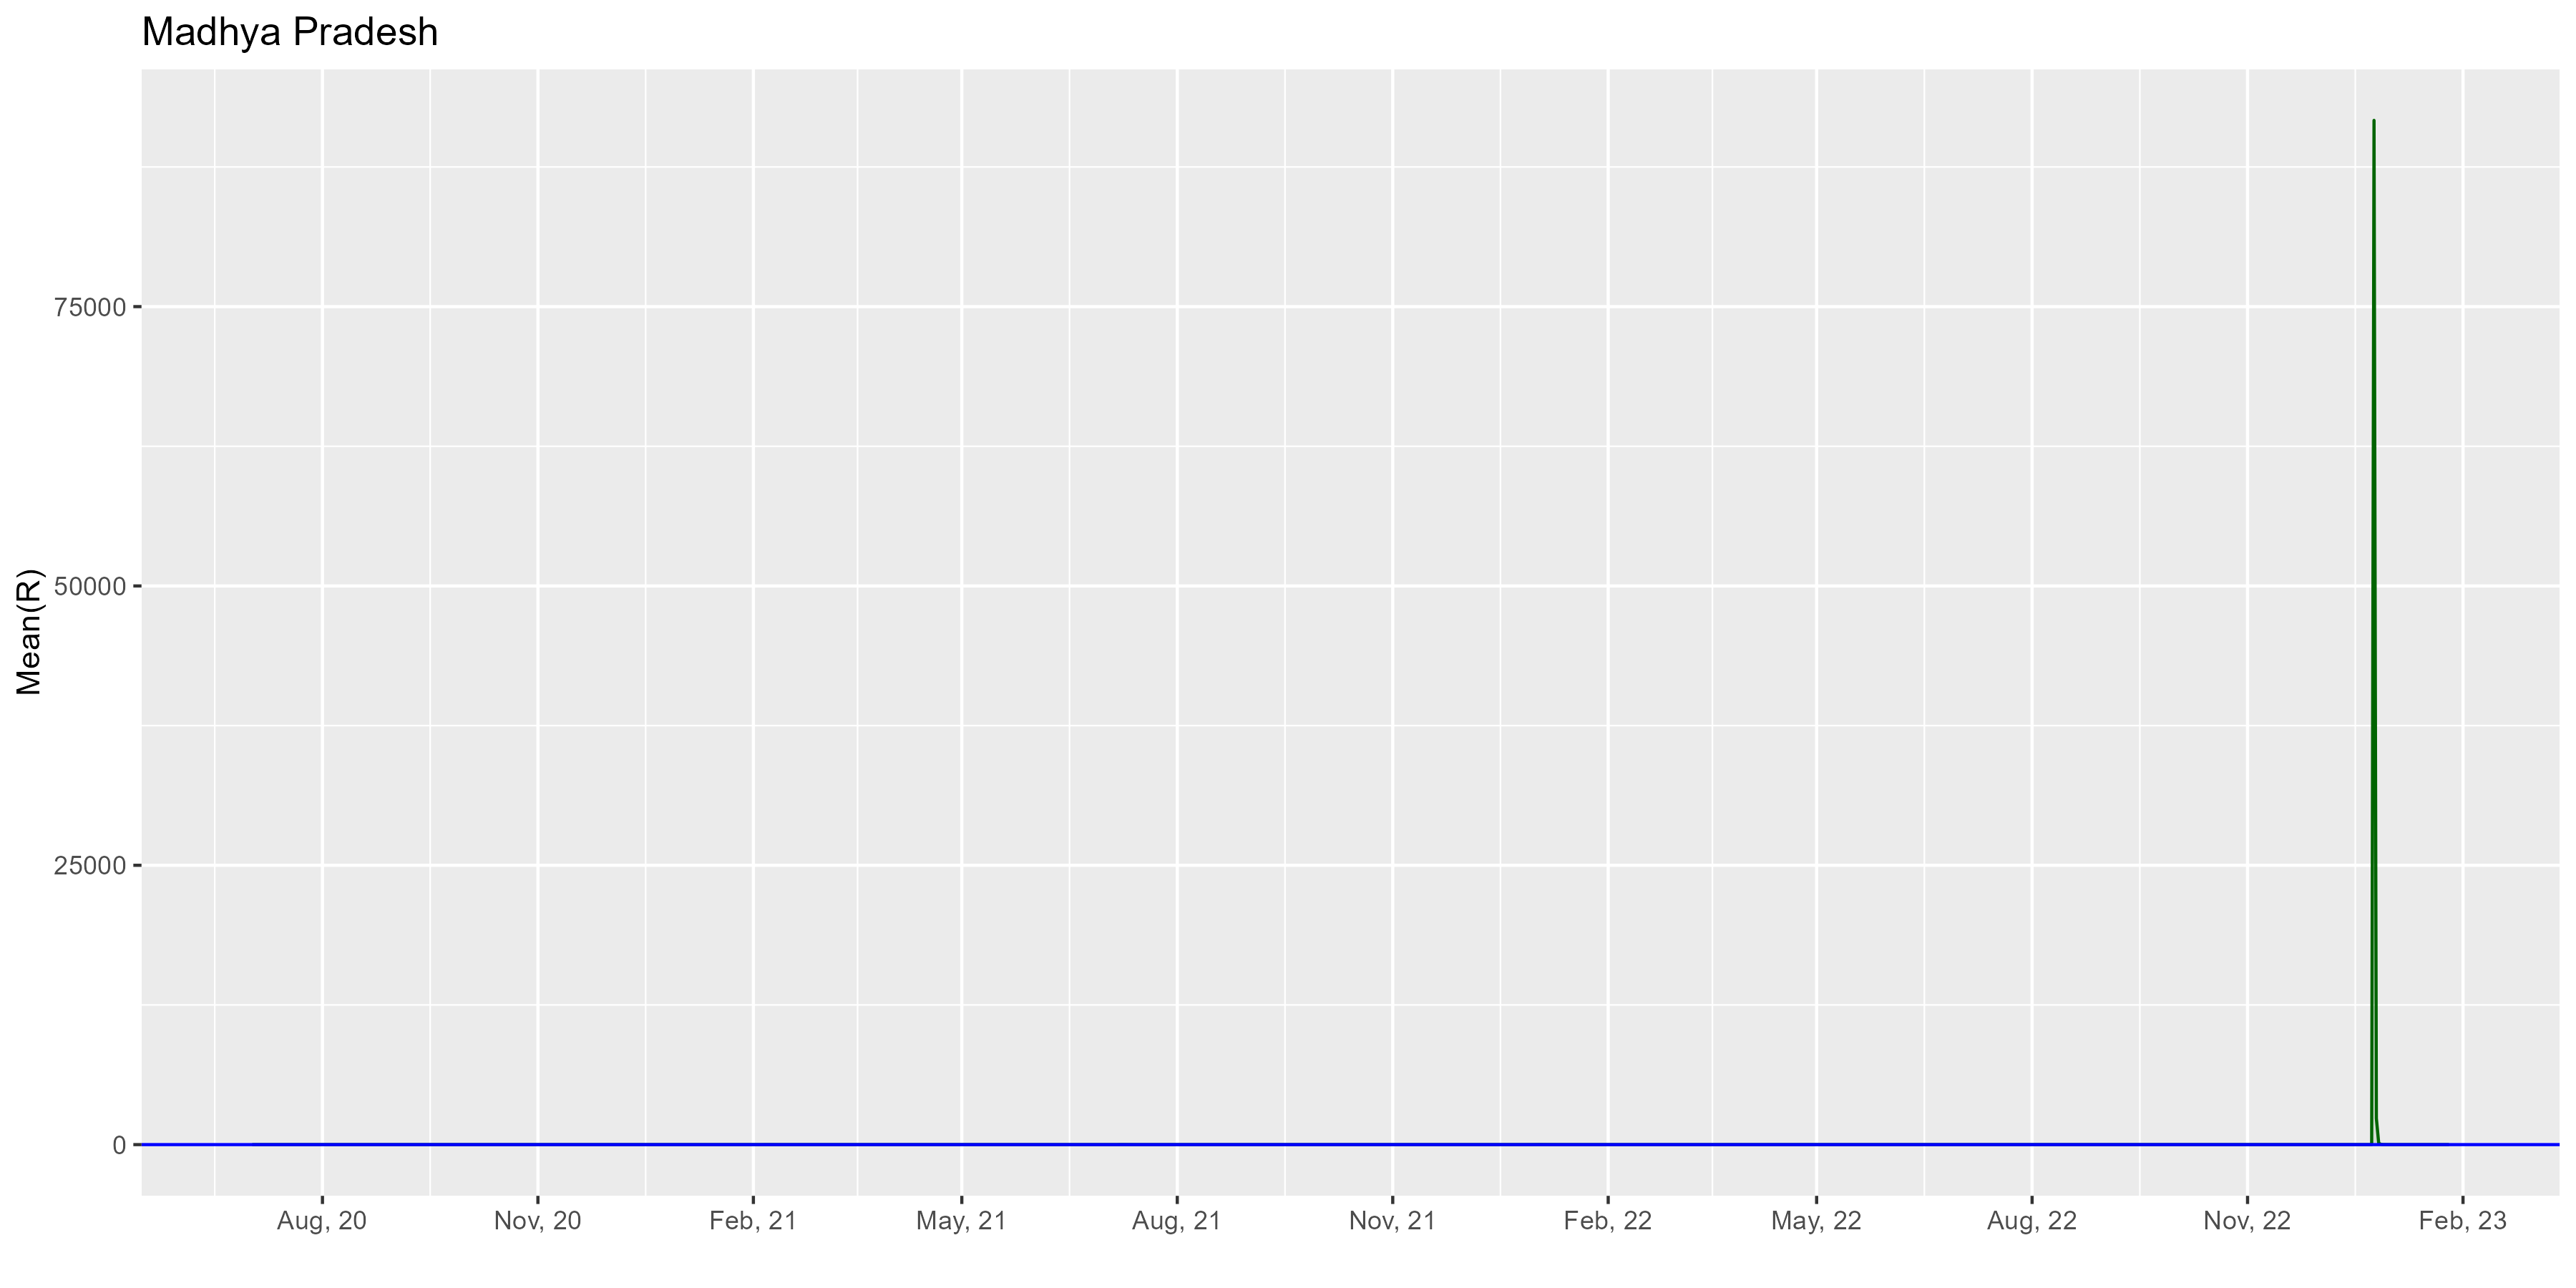 Madhya Pradesh
Mean(R)
75000
50000
25000
0
Aug, 20 Nov, 20 Feb, 21 May, 21 Aug, 21 Nov, 21 Feb, 22 May, 22 Aug, 22 Nov, 22 Feb, 23